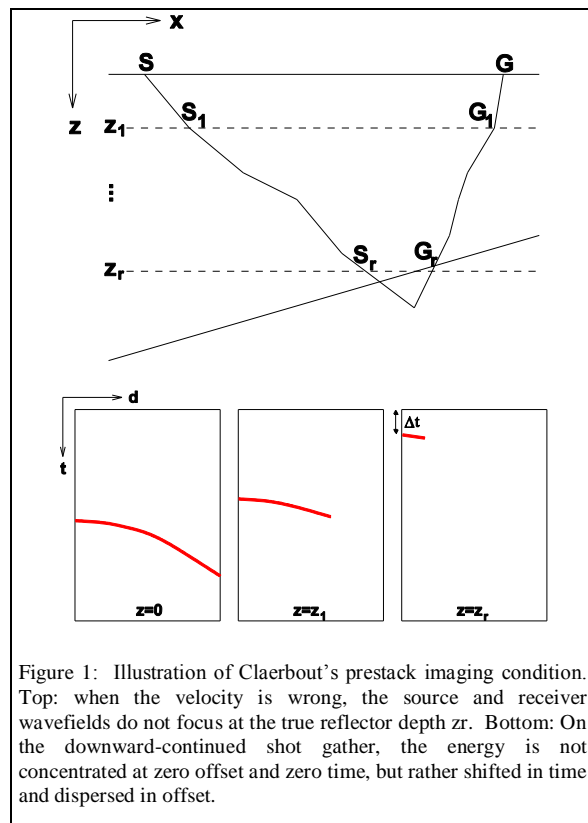 X
S
G
S1
G1
z
z1
⋮
Sr
Gr
zr
d
Δt
t
z=0
z=z1
z=zr
Figure 1: Illustration of Claerbout's prestack imaging condition.
Top: when the velocity is wrong, the source and receiver
wavefields do not focus at the true reflector depth zr. Bottom: On
the downward-continued shot gather, the energy is not
concentrated at zero offset and zero time, but rather shifted in time
and dispersed in offset.